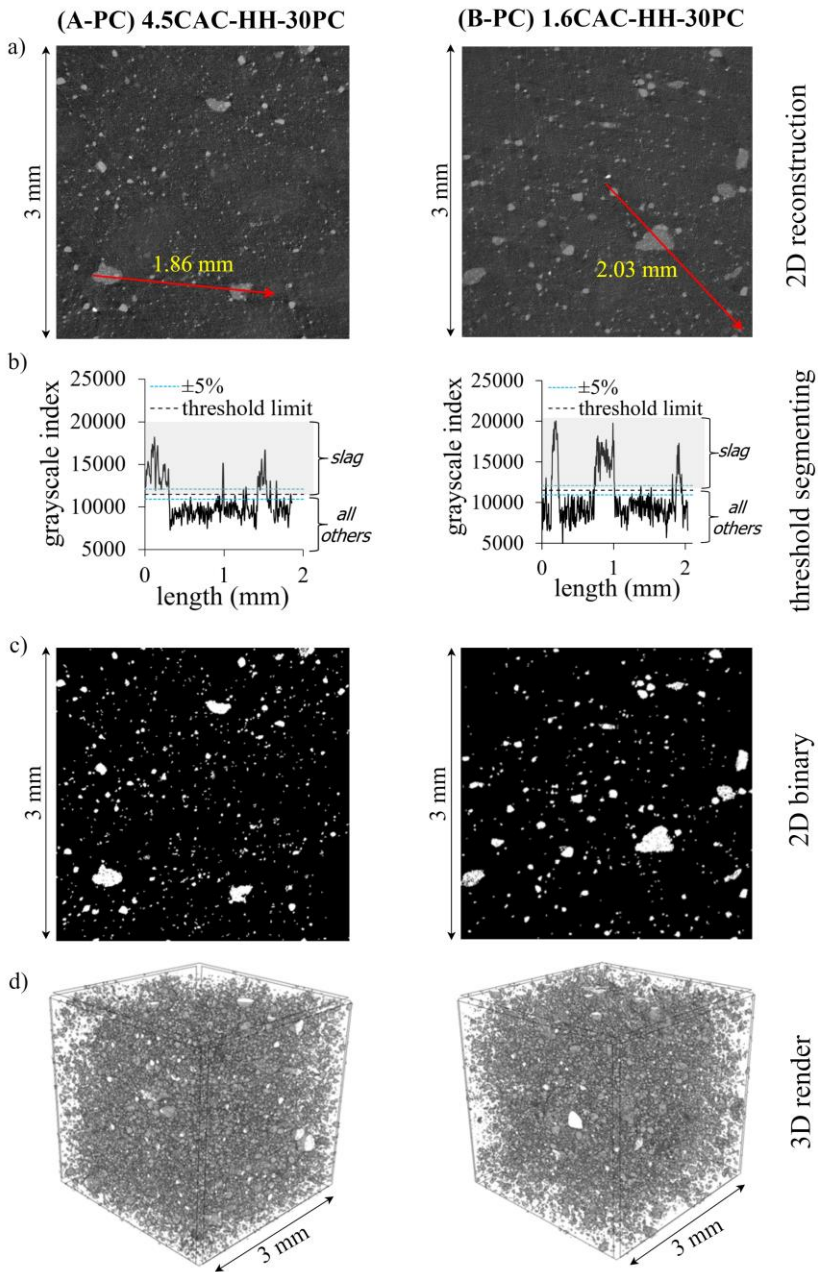 (A-PC) 4.5CAC-HH-30PC
(B-PC) 1.6CAC-HH-30PC
a)
3 mm
1.86 mm
3 mm
2.03 mm
2D reconstruction
b)
grayscale index
25000
20000
15000
10000
5000
±5%
threshold limit
slag
all
others
0
1
2
length (mm)
grayscale index
25000
20000
15000
10000
5000
±5%
threshold limit
slag
all
others
0
1
2
length (mm)
threshold segmenting
c)
3 mm
3 mm
2D binary
d)
3 mm
3 mm
3D render